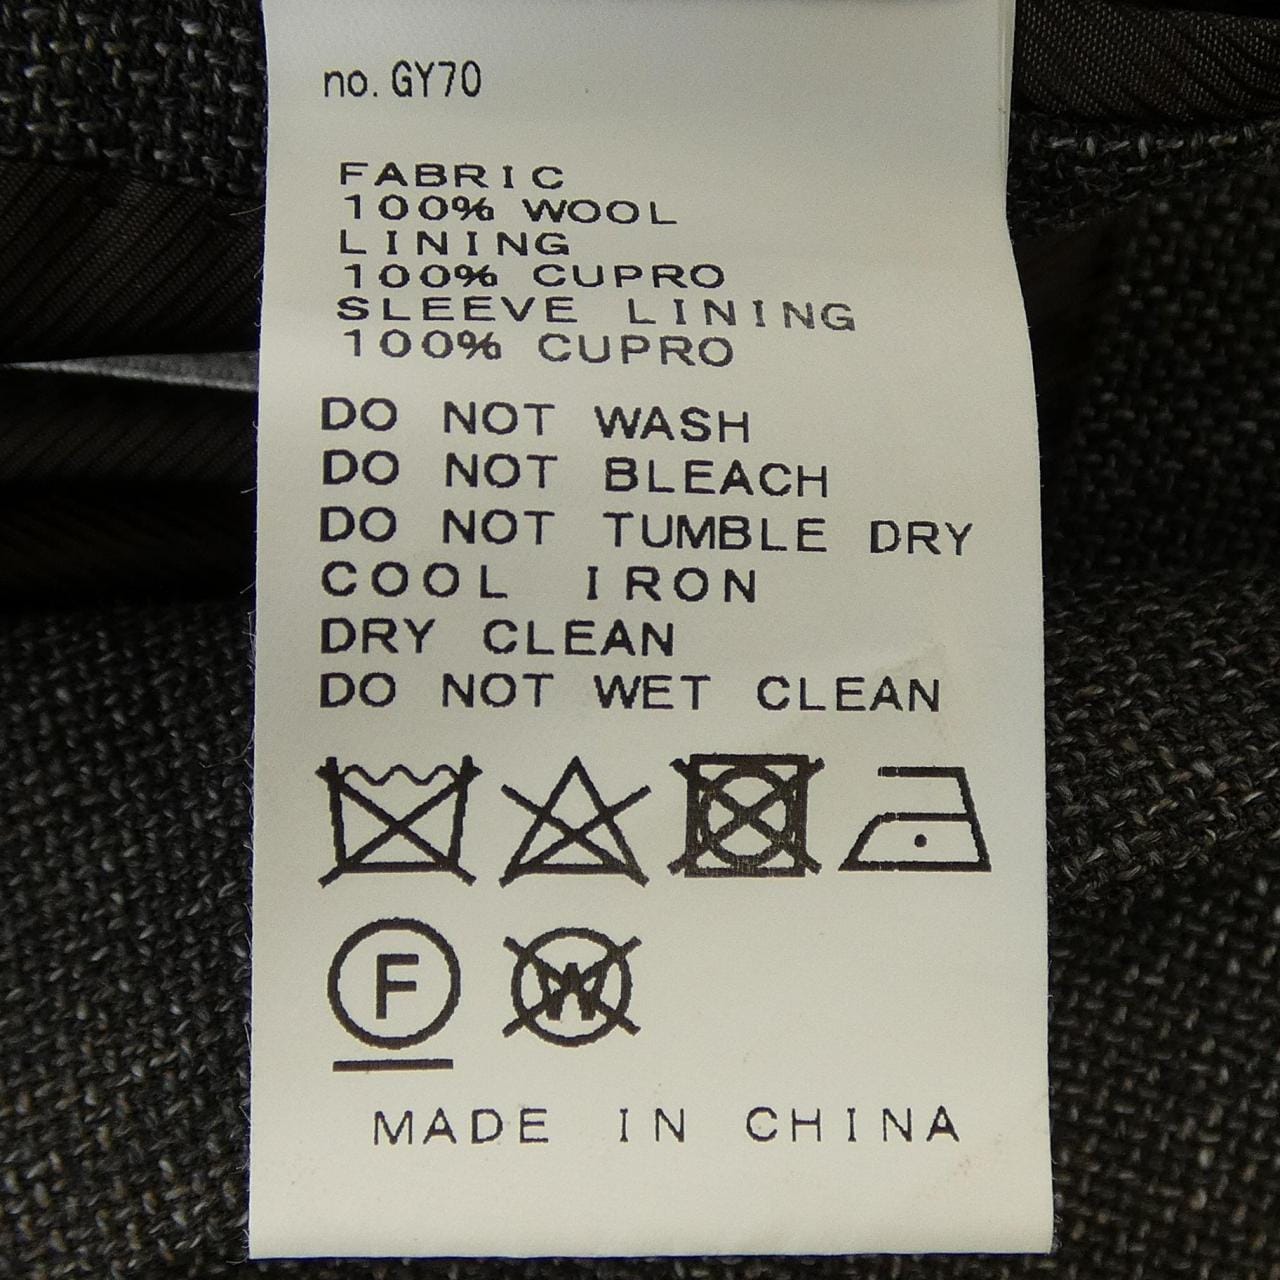 no. GY70
FABRIC
100% WOOL
LINING
100% CUPRO
SLEEVE LINING
100% CUPRO
DO NOT WASH
DO NOT BLEACH
DO NOT TUMBLE DRY
COOL IRON
DRY CLEAN
DO NOT WET CLEAN
F W
MADE IN CHINA